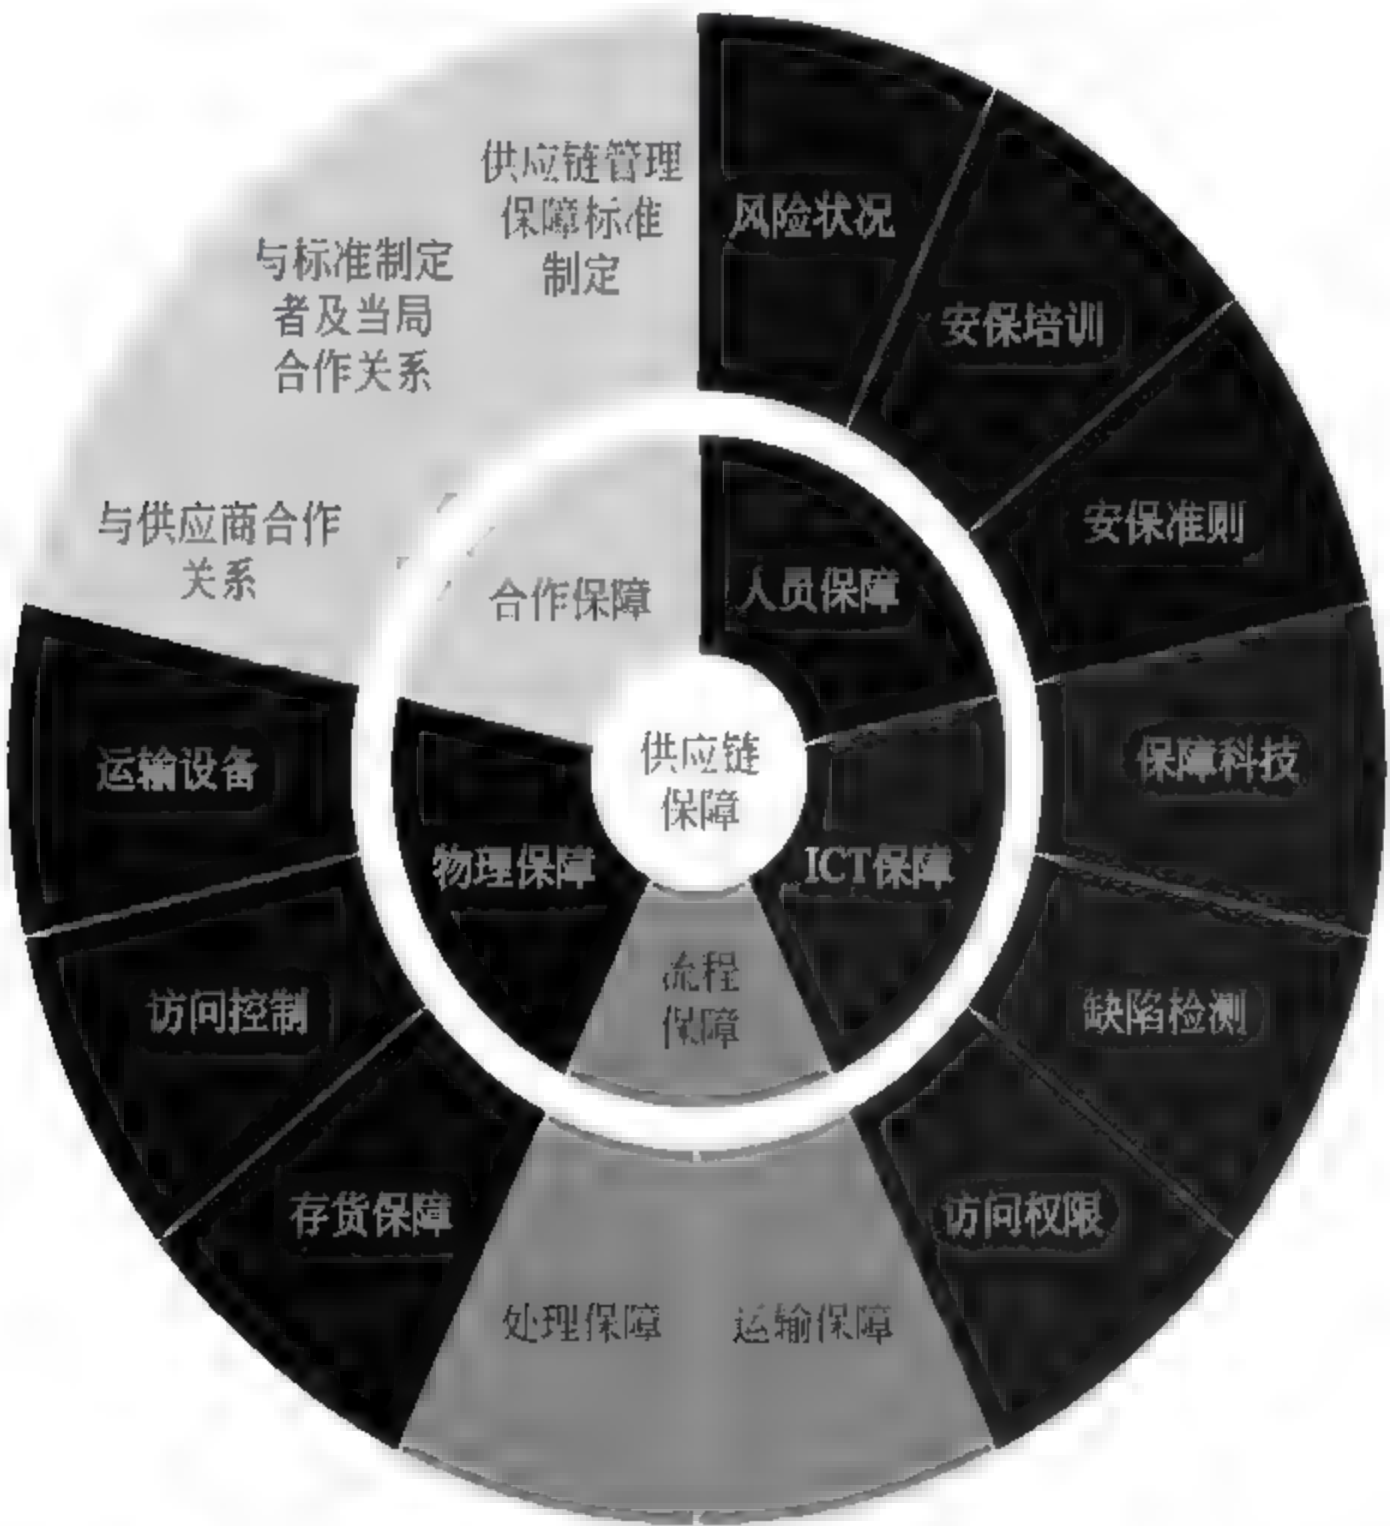 供应链管理
保障标准
制定
风险状况
与标准制定
者及当局
合作关系
安保培训
与供应商合作
关系
安保准则
合作保障
人员保障
运输设备
供应链
保障
保障科技
物理保障
ICT保障
访问控制
流程
保障
缺陷检测
存货保障
访问权限
处理保障
运输保障